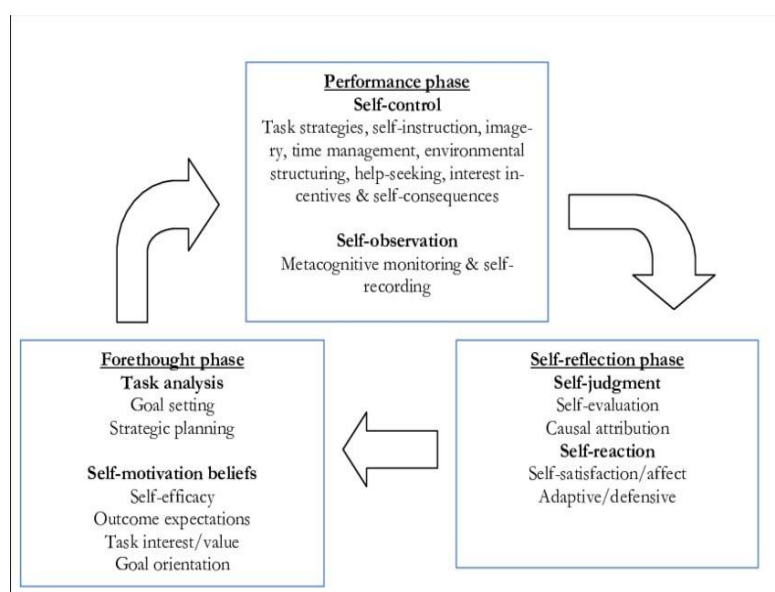 Performance phase
Self-control
Task strategies, self-instruction, image-
ry, time management, environmental
structuring, help-seeking, interest in-
centives & self-consequences
Self-observation
Metacognitive monitoring & self-
recording
Forethought phase
Task analysis
Goal setting
Strategic planning
Self-motivation beliefs
Self-efficacy
Outcome expectations
Task interest/value
Goal orientation
Self-reflection phase
Self-judgment
Self-evaluation
Causal attribution
Self-reaction
Self-satisfaction/affect
Adaptive/defensive